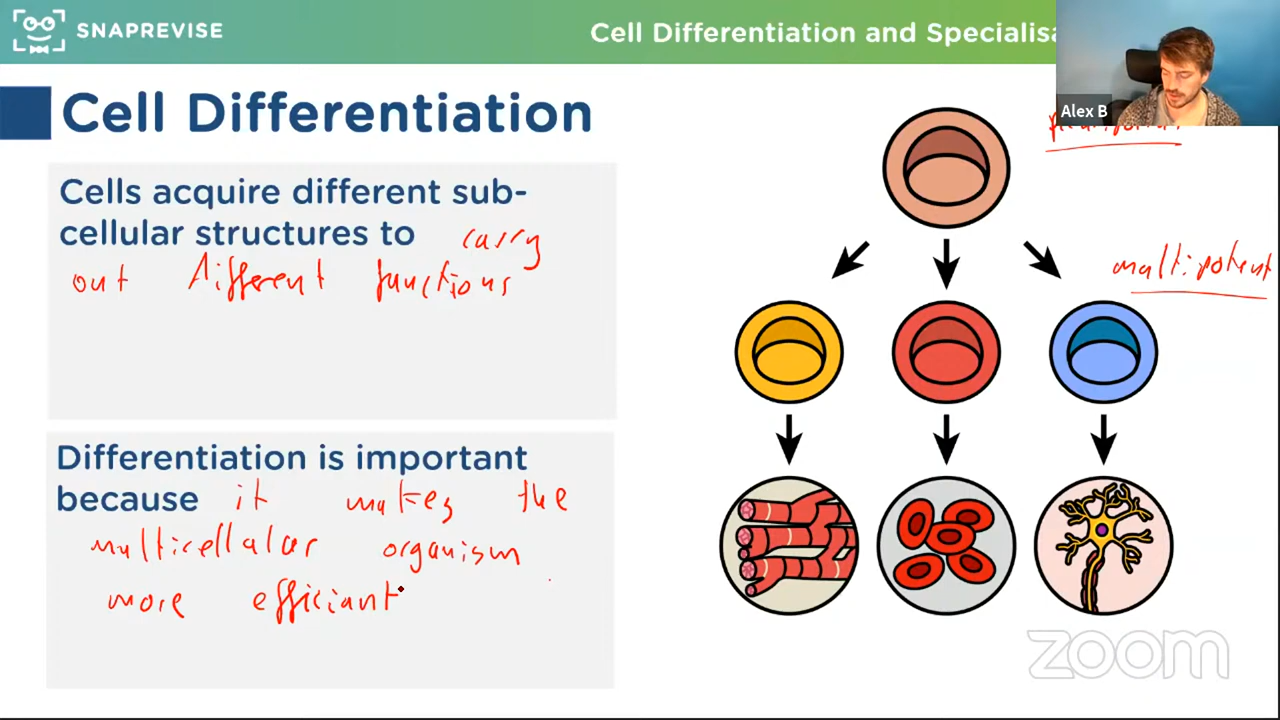 SNAPREVISE
Cell Differentiation and Specialisa
Alex B
Cell Differentiation
Cells acquire different sub-
cellular structures to carry
out different functions
Differentiation is important
because it makes the
multicellular organism
more efficiant
multipotent
zoom